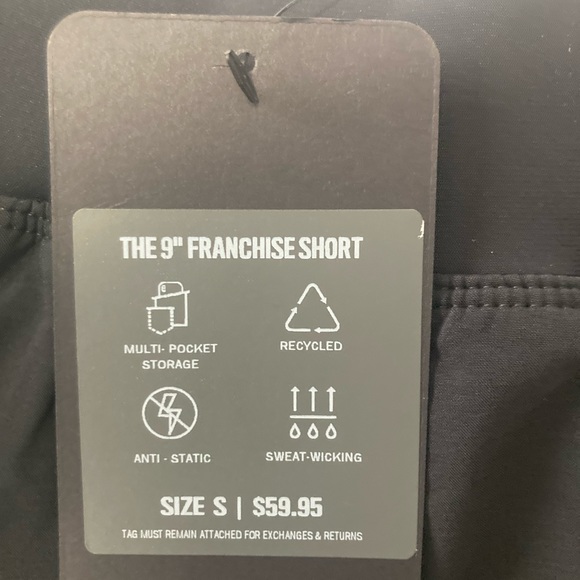 THE 9" FRANCHISE SHORT
MULTI- POCKET
STORAGE
RECYCLED
ANTI - STATIC
SWEAT-WICKING
SIZE S | $59.95
TAG MUST REMAIN ATTACHED FOR EXCHANGES & RETURNS